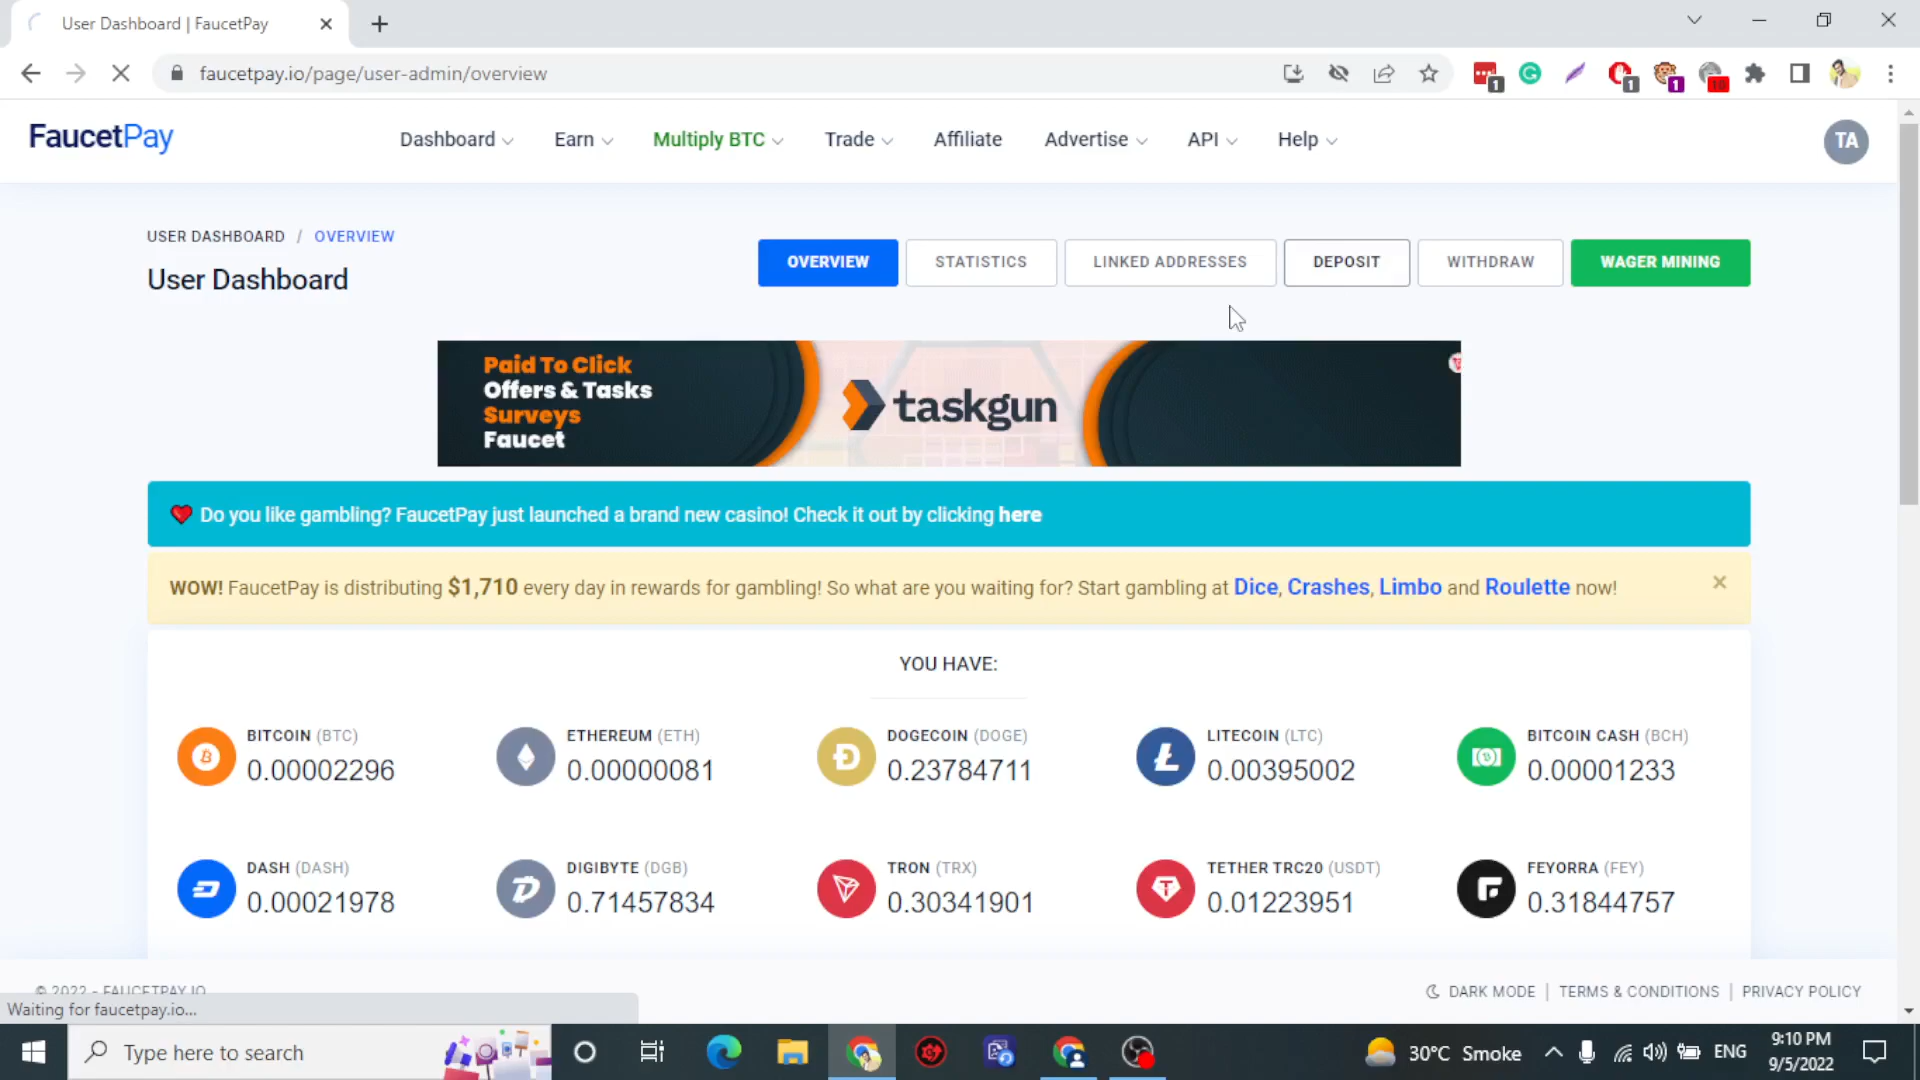 User Dashboard | FaucetPay
faucetpay.io/page/user-admin/overview
1
1
1
FaucetPay
Dashboard
Earn
Multiply BTC
Trade
Affiliate
Advertise
API
Help
TA
USER DASHBOARD / OVERVIEW
User Dashboard
OVERVIEW
STATISTICS
LINKED ADDRESSES
DEPOSIT
WITHDRAW
WAGER MINING
Paid To Click
Offers & Tasks
Surveys
Faucet
taskgun
Do you like gambling? FaucetPay just launched a brand new casino! Check it out by clicking here
WOW! FaucetPay is distributing $1,710 every day in rewards for gambling! So what are you waiting for? Start gambling at Dice, Crashes, Limbo and Roulette now!
YOU HAVE:
BITCOIN (BTC)
0.00002296
ETHEREUM (ETH)
0.00000081
DOGECOIN (DOGE)
0.23784711
LITECOIN (LTC)
0.00395002
BITCOIN CASH (BCH)
0.00001233
DASH (DASH)
0.00021978
DIGIBYTE (DGB)
0.71457834
TRON (TRX)
0.30341901
TETHER TRC20 (USDT)
0.01223951
FEYORRA (FEY)
0.31844757
© 2022 - FAUCETPAY.IO
DARK MODE | TERMS & CONDITIONS | PRIVACY POLICY
Waiting for faucetpay.io...
Type here to search
30°C Smoke
ENG
9:10 PM
9/5/2022